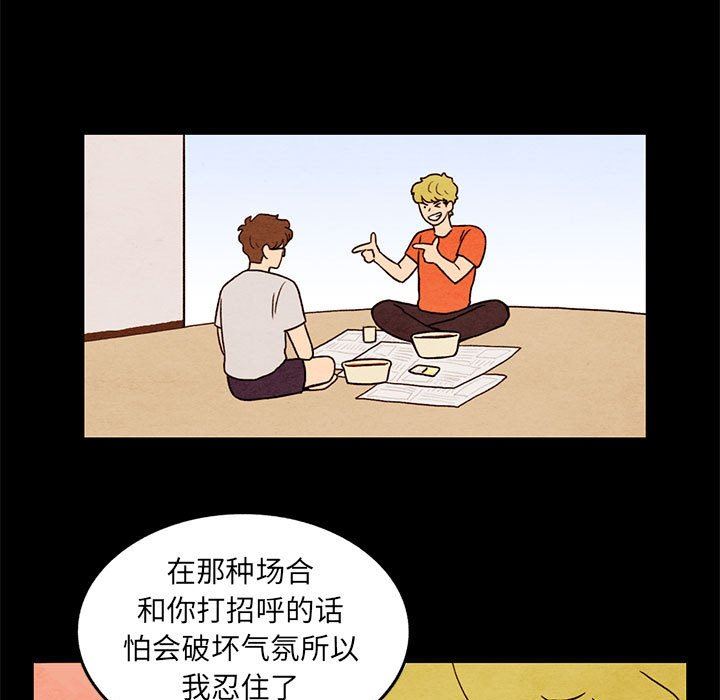 在那种场合
和你打招呼的话
怕会破坏气氛所以
我忍住了